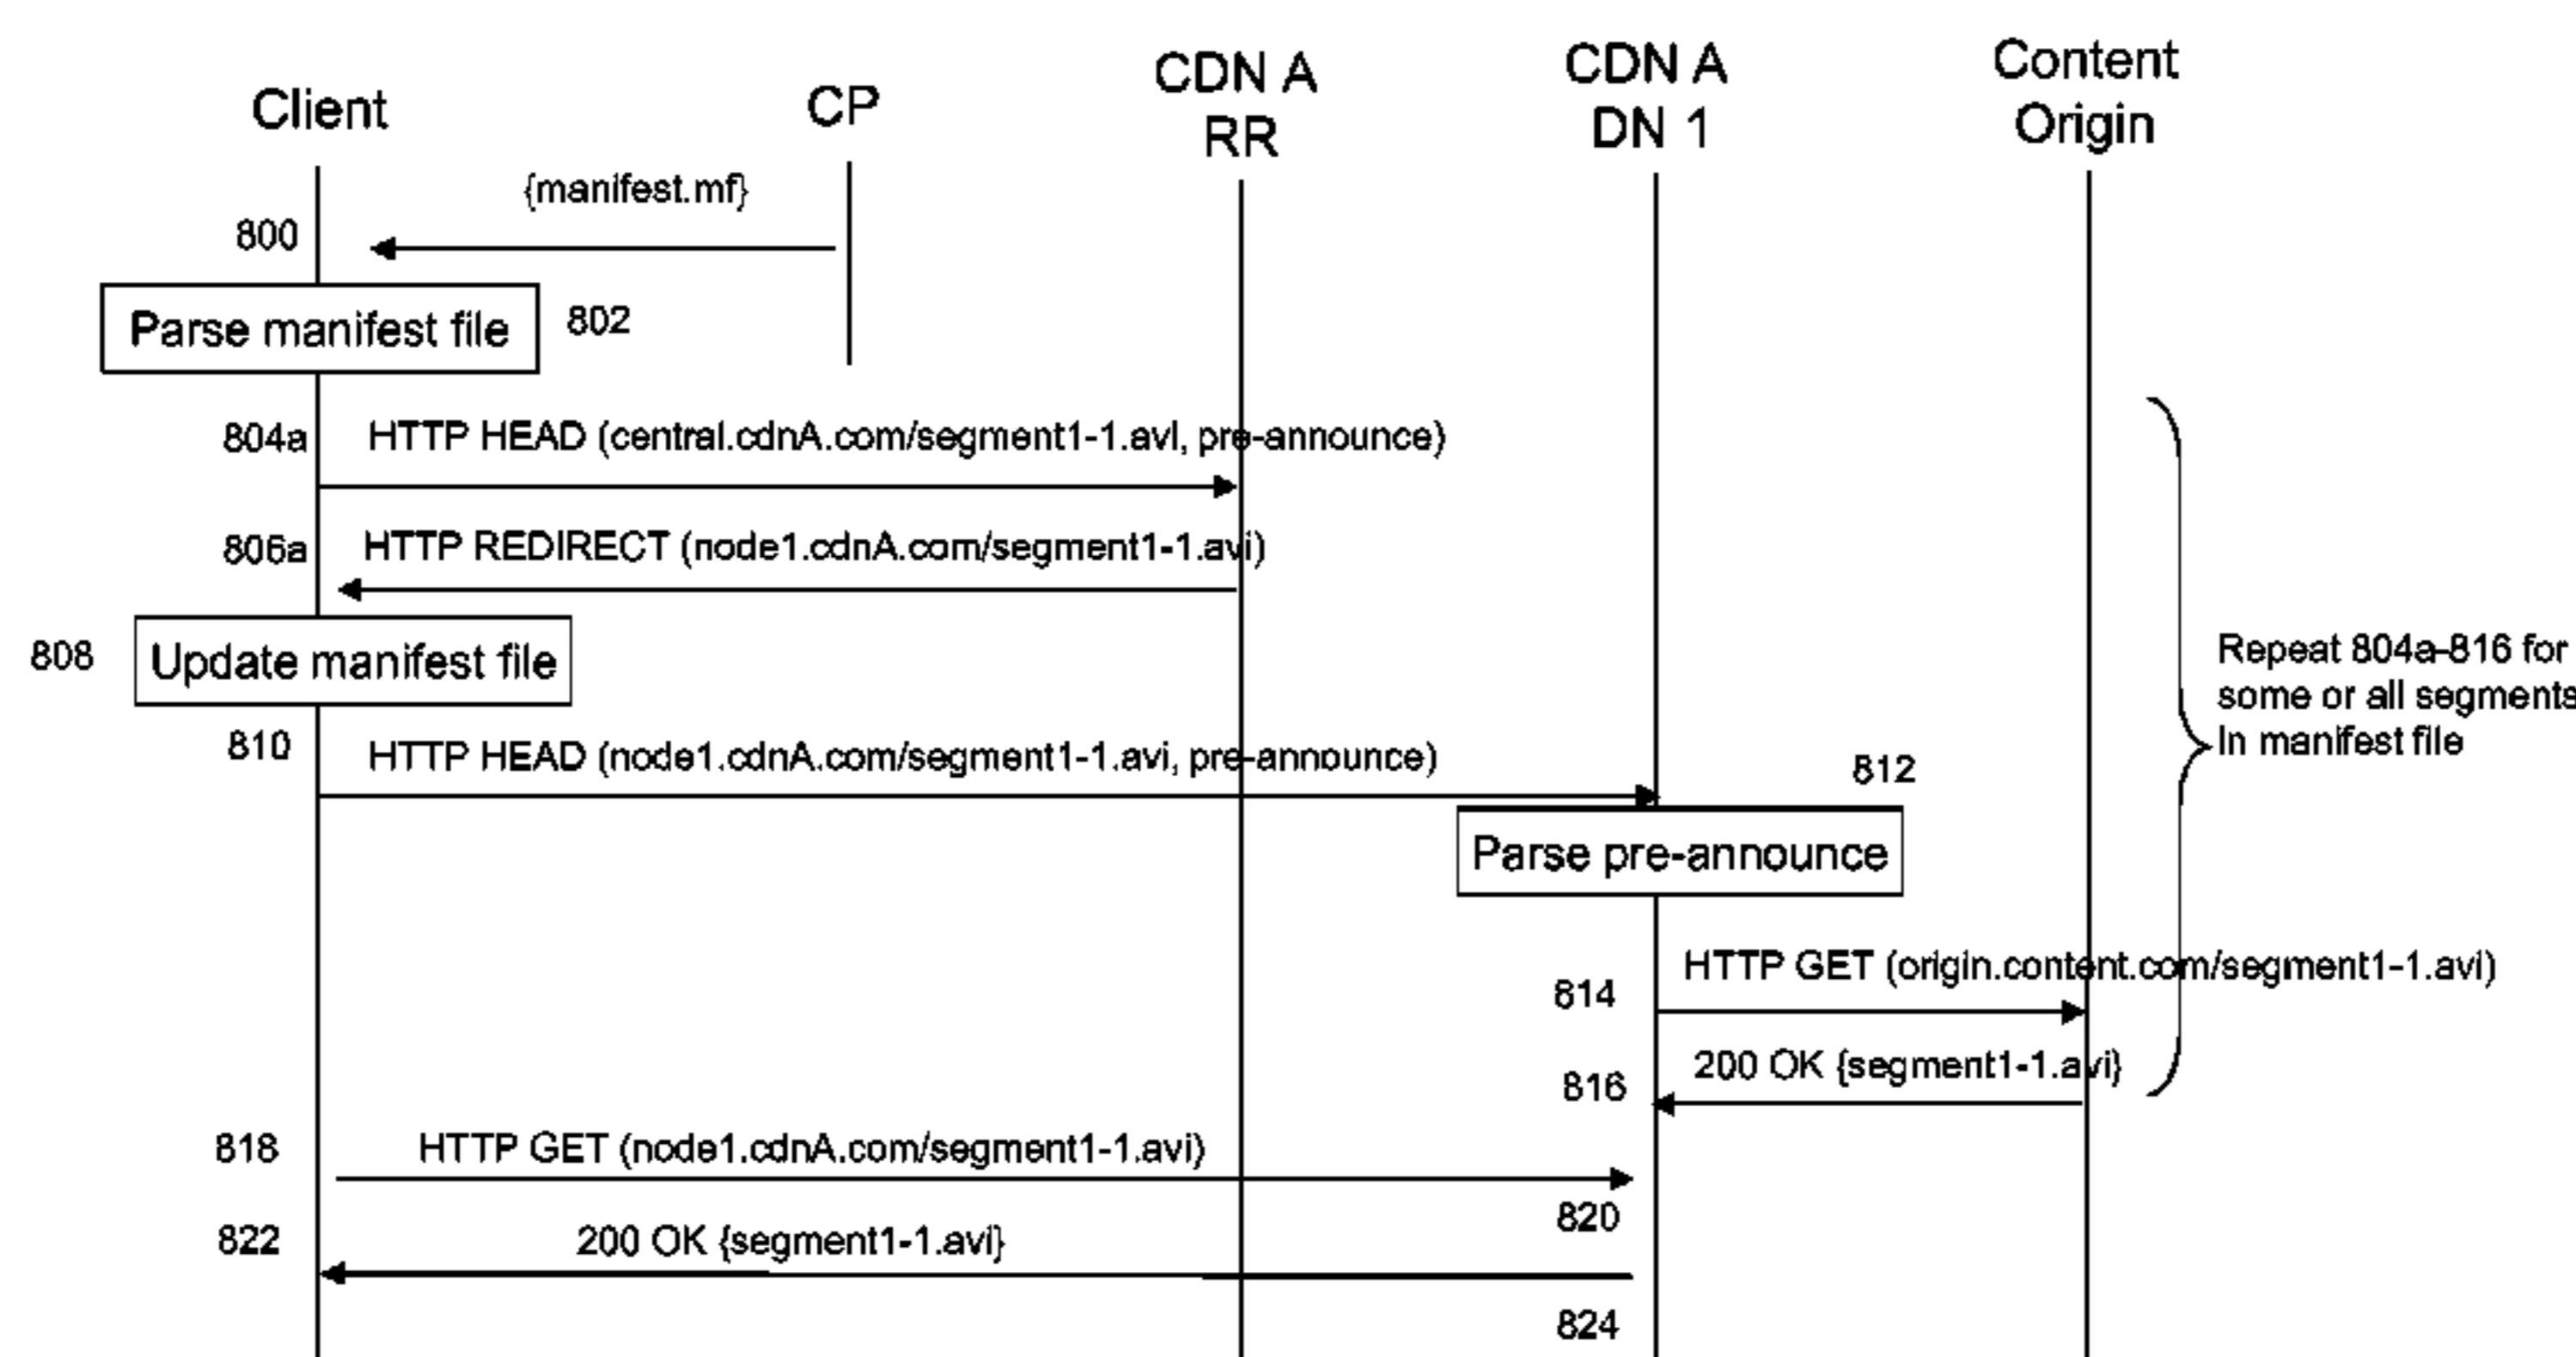 Client
CP
CDN A
RR
CDN A
DN 1
Content
Origin
{manifest.mf}
800
Parse manifest file
802
804a
HTTP HEAD (central.cdnA.com/segment1-1.avi, pre-announce)
806a
HTTP REDIRECT (node1.cdnA.com/segment1-1.avi)
808
Update manifest file
Repeat 804a-816 for
some or all segments
In manifest file
810
HTTP HEAD (node1.cdnA.com/segment1-1.avi, pre-announce)
812
Parse pre-announce
814
HTTP GET (origin.content.com/segment1-1.avi)
816
200 OK {segment1-1.avi}
818
HTTP GET (node1.cdnA.com/segment1-1.avi)
820
822
200 OK {segment1-1.avi}
824